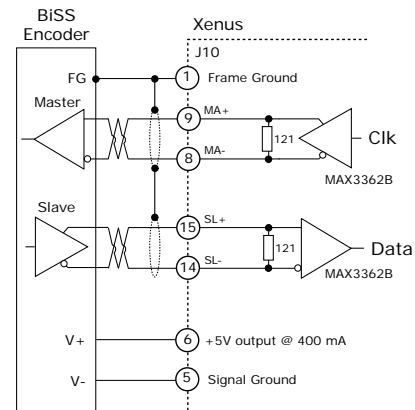 BiSS
Encoder
Xenus
J10
FG
1
Frame Ground
Master
9
MA+
121
Clk
8
MA-
MAX3362B
Slave
15
SL+
121
Data
14
SL-
MAX3362B
V+
6
+5V output @ 400 mA
V-
5
Signal Ground